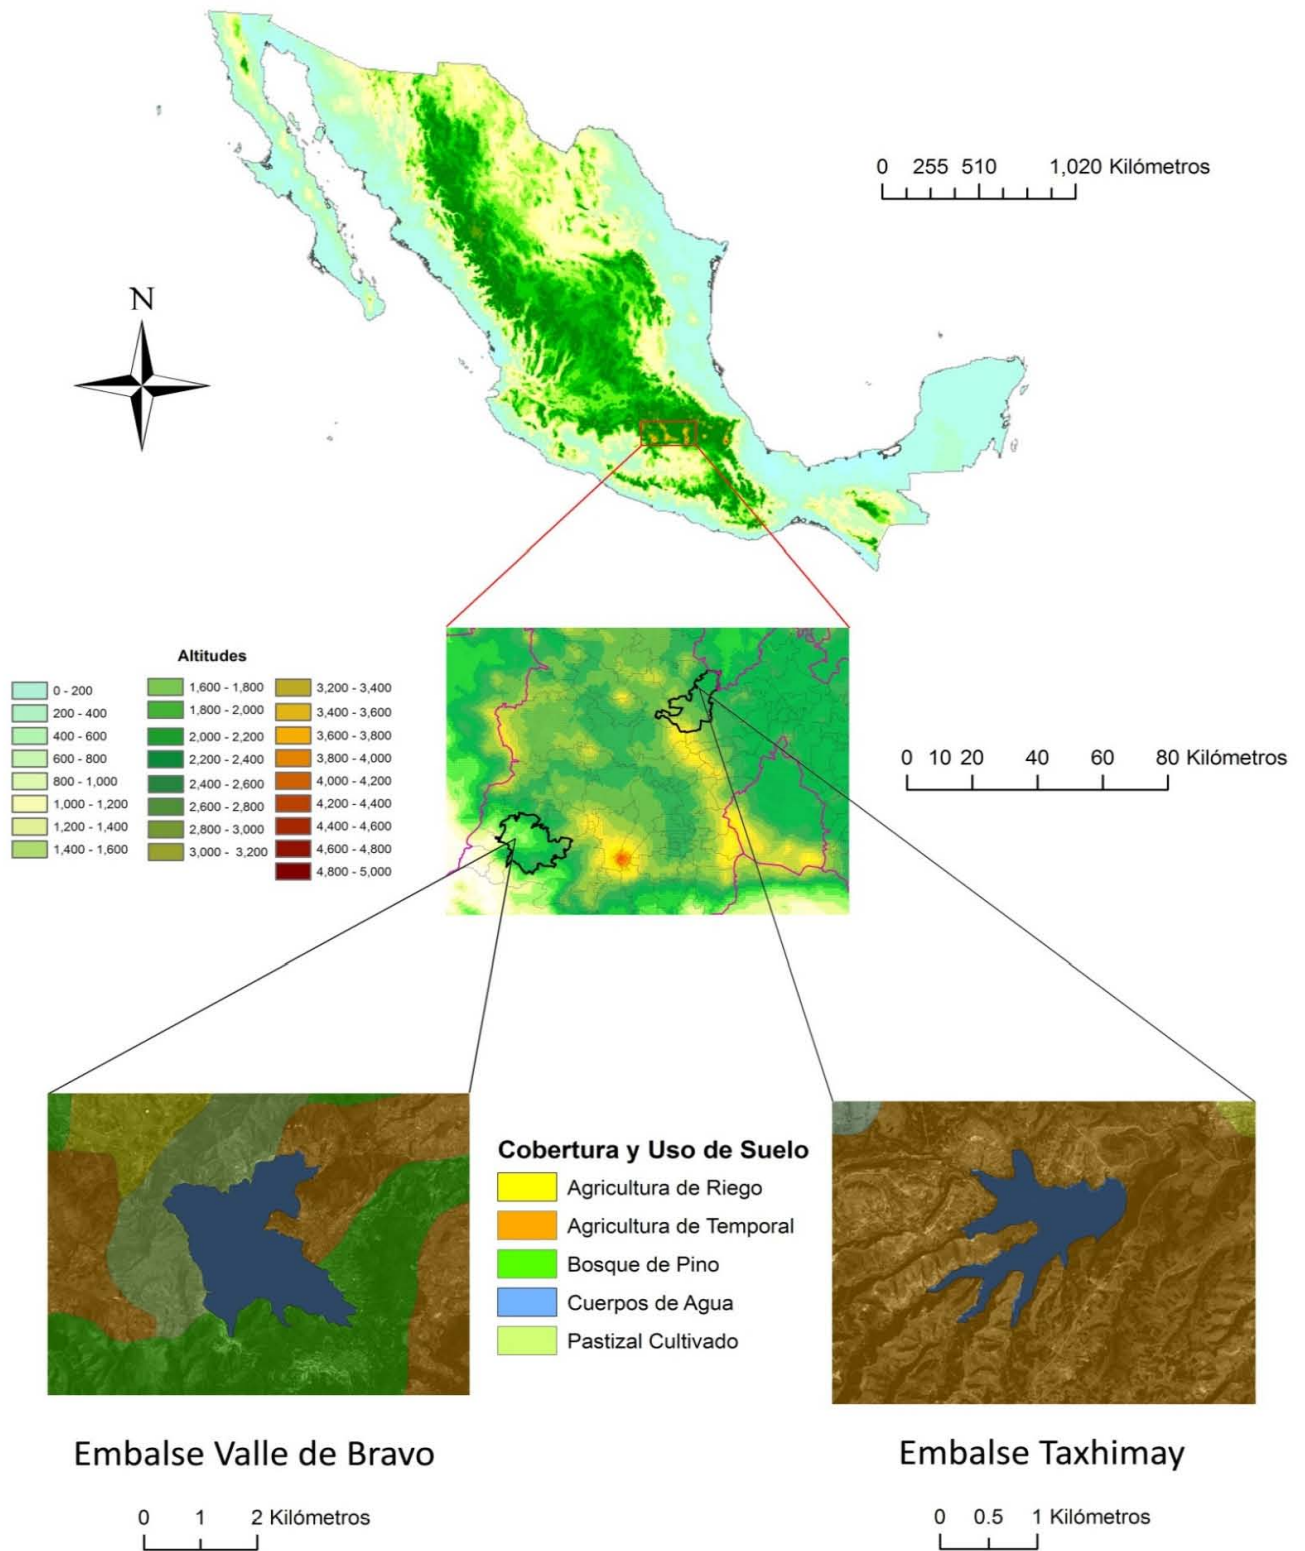 0 255 510 1,020 Kilómetros
N
Altitudes
0 - 200
200 - 400
400 - 600
600 - 800
800 - 1,000
1,000 - 1,200
1,200 - 1,400
1,400 - 1,600
1,600 - 1,800
1,800 - 2,000
2,000 - 2,200
2,200 - 2,400
2,400 - 2,600
2,600 - 2,800
2,800 - 3,000
3,000 - 3,200
3,200 - 3,400
3,400 - 3,600
3,600 - 3,800
3,800 - 4,000
4,000 - 4,200
4,200 - 4,400
4,400 - 4,600
4,600 - 4,800
4,800 - 5,000
0 10 20 40 60 80 Kilómetros
Cobertura y Uso de Suelo
Agricultura de Riego
Agricultura de Temporal
Bosque de Pino
Cuerpos de Agua
Pastizal Cultivado
Embalse Valle de Bravo
0 1 2 Kilómetros
Embalse Taxhimay
0 0.5 1 Kilómetros